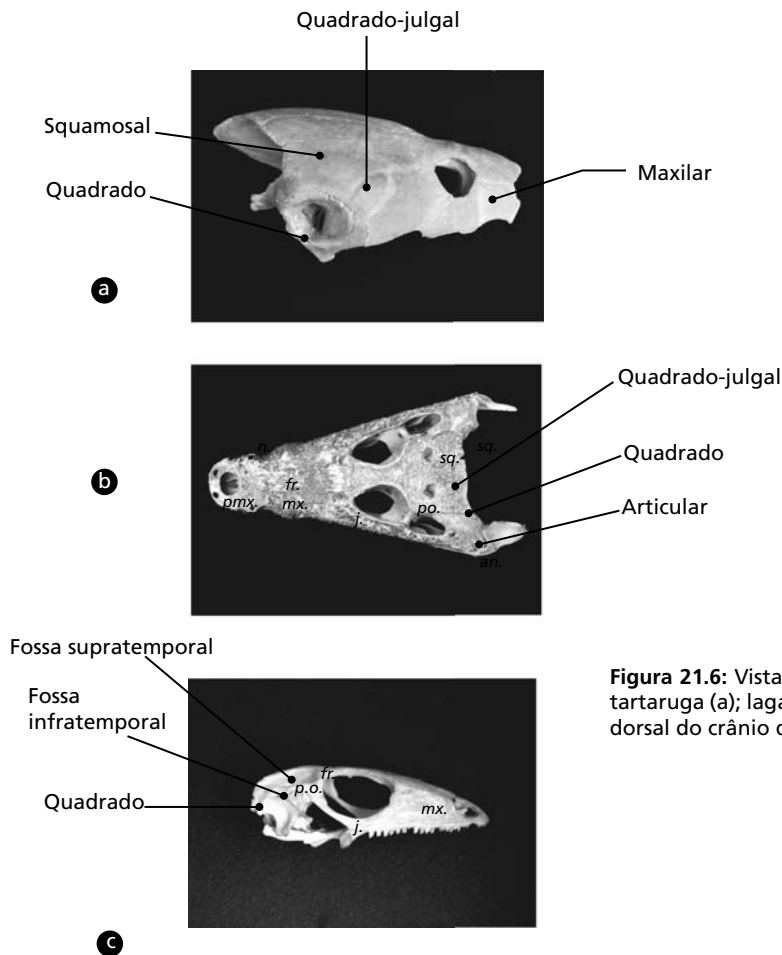 Quadrado-julgal
Squamosal
Quadrado
Maxilar
a
Quadrado-julgal
n.
sq.
sq.
Quadrado
fr.
pmx.
mx.
po.
j.
Articular
an.
b
Fossa supratemporal
Fossa
infratemporal
fr.
p.o.
Quadrado
mx.
j.
c
Figura 21.6: Vista
tartaruga (a); laga
dorsal do crânio d